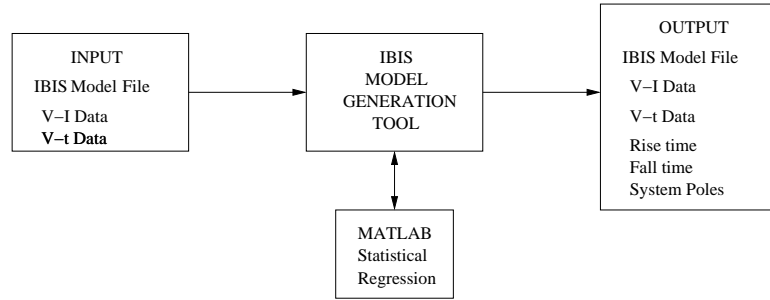 INPUT
IBIS Model File
V−I Data
V−t Data
IBIS
MODEL
GENERATION
TOOL
OUTPUT
IBIS Model File
V−I Data
V−t Data
Rise time
Fall time
System Poles
MATLAB
Statistical
Regression